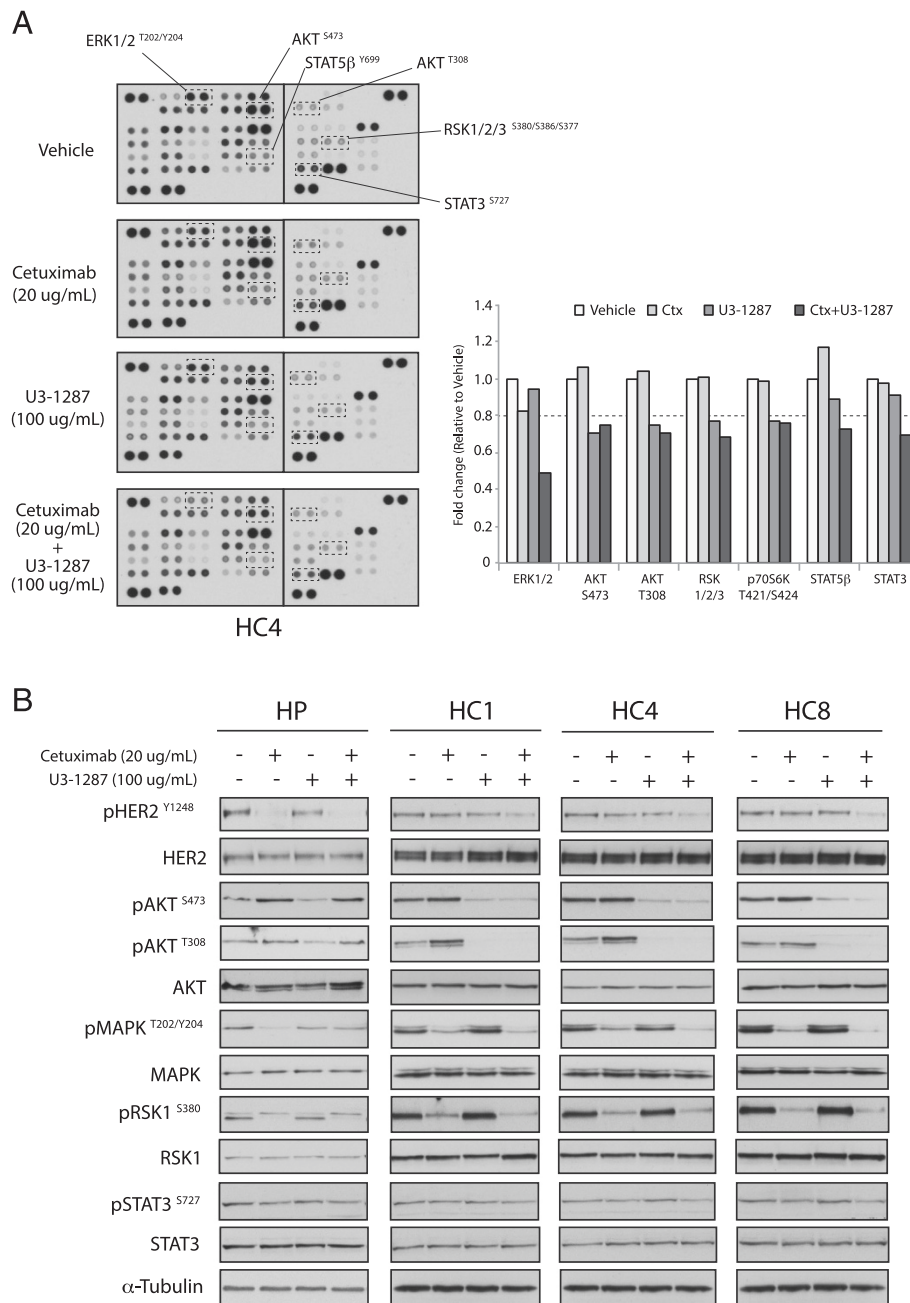 A
ERK1/2 T202/Y204
AKT S473
STAT5β Y699
AKT T308
RSK1/2/3 S380/S386/S377
STAT3 S727
Vehicle
Cetuximab
(20 ug/mL)
U3-1287
(100 ug/mL)
Cetuximab
(20 ug/mL)
+
U3-1287
(100 ug/mL)
HC4
Vehicle Ctx U3-1287 Ctx+U3-1287
Fold change (Relative to Vehicle)
1.4
1.2
1.0
0.8
0.6
0.4
0.2
0
ERK1/2 AKT AKT RSK p70S6K STAT5β STAT3
S473 T308 1/2/3 T421/S424
B
HP HC1 HC4 HC8
Cetuximab (20 ug/mL) - + - + - + - + - + - + - + - +
U3-1287 (100 ug/mL) - - + + - - + + - - + + - - + +
pHER2 Y1248
HER2
pAKT S473
pAKT T308
AKT
pMAPK T202/Y204
MAPK
pRSK1 S380
RSK1
pSTAT3 S727
STAT3
α-Tubulin